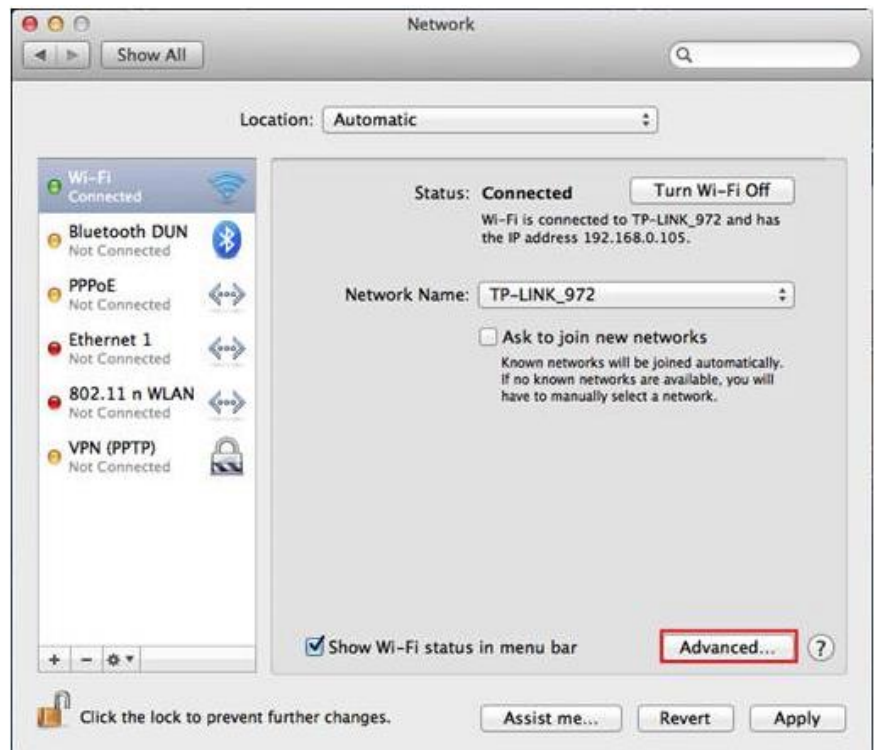 Network
Show All
Location: Automatic
Wi-Fi
Connected
Bluetooth DUN
Not Connected
PPPoE
Not Connected
Ethernet 1
Not Connected
802.11 n WLAN
Not Connected
VPN (PPTP)
Not Connected
Status: Connected Turn Wi-Fi Off
Wi-Fi is connected to TP-LINK_972 and has
the IP address 192.168.0.105.
Network Name: TP-LINK_972
Ask to join new networks
Known networks will be joined automatically.
If no known networks are available, you will
have to manually select a network.
Show Wi-Fi status in menu bar Advanced... ?
Click the lock to prevent further changes. Assist me... Revert Apply